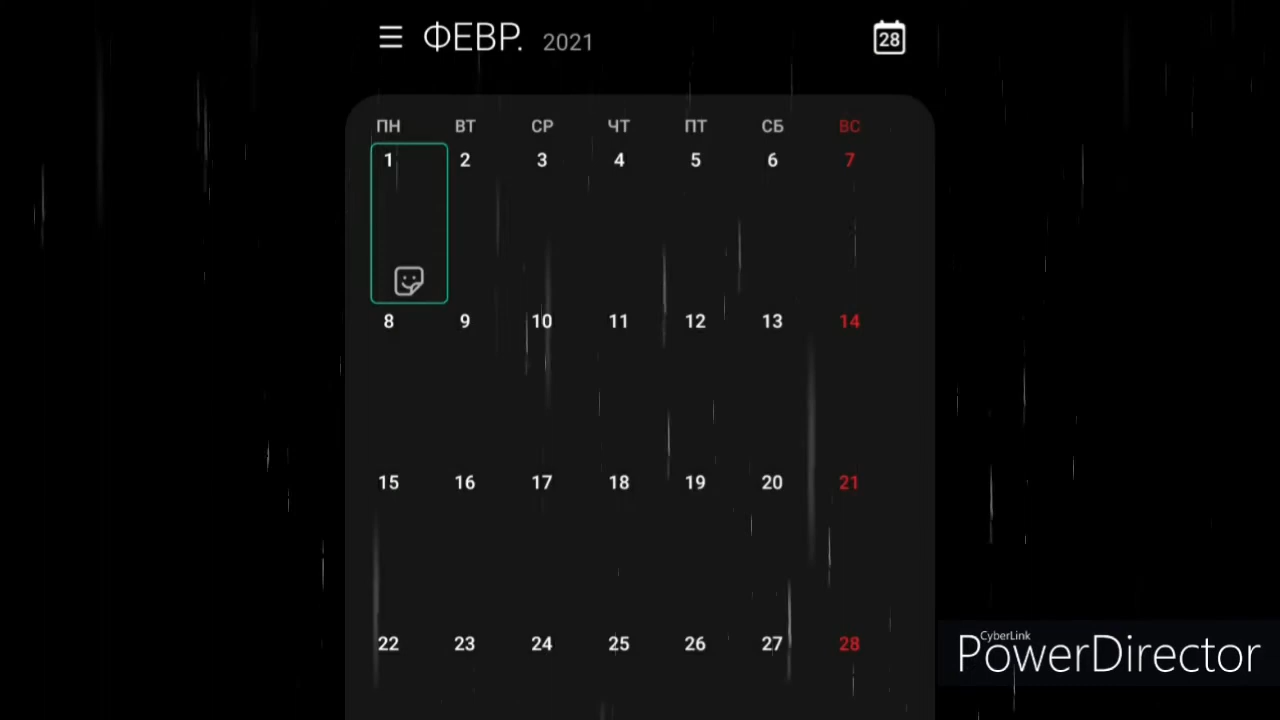 ФЕВР. 2021 28
ПН ВТ СР ЧТ ПТ СБ ВС
1 2 3 4 5 6 7
8 9 10 11 12 13 14
15 16 17 18 19 20 21
22 23 24 25 26 27 28
CyberLink
PowerDirector